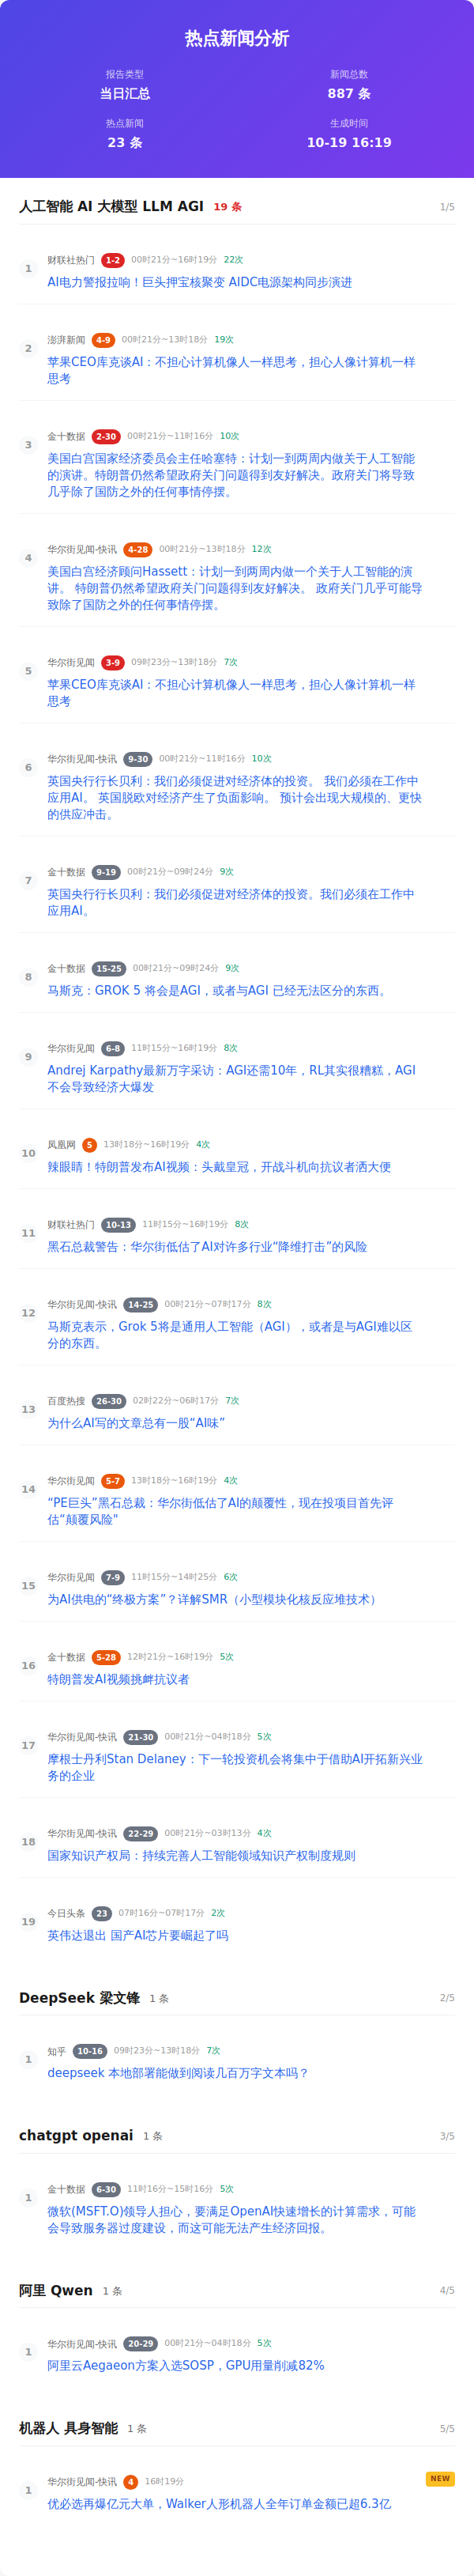 热点新闻分析
报告类型
当日汇总
新闻总数
887 条
热点新闻
23 条
生成时间
10-19 16:19
人工智能 AI 大模型 LLM AGI 19 条 1/5
1
财联社热门 1-2 00时21分~16时19分 22次
AI电力警报拉响！巨头押宝核聚变 AIDC电源架构同步演进
2
澎湃新闻 4-9 00时21分~13时18分 19次
苹果CEO库克谈AI：不担心计算机像人一样思考，担心人像计算机一样
思考
3
金十数据 2-30 00时21分~11时16分 10次
美国白宫国家经济委员会主任哈塞特：计划一到两周内做关于人工智能
的演讲。特朗普仍然希望政府关门问题得到友好解决。政府关门将导致
几乎除了国防之外的任何事情停摆。
4
华尔街见闻-快讯 4-28 00时21分~13时18分 12次
美国白宫经济顾问Hassett：计划一到两周内做一个关于人工智能的演
讲。 特朗普仍然希望政府关门问题得到友好解决。 政府关门几乎可能导
致除了国防之外的任何事情停摆。
5
华尔街见闻 3-9 09时23分~13时18分 7次
苹果CEO库克谈AI：不担心计算机像人一样思考，担心人像计算机一样
思考
6
华尔街见闻-快讯 9-30 00时21分~11时16分 10次
英国央行行长贝利：我们必须促进对经济体的投资。 我们必须在工作中
应用AI。 英国脱欧对经济产生了负面影响。 预计会出现大规模的、更快
的供应冲击。
7
金十数据 9-19 00时21分~09时24分 9次
英国央行行长贝利：我们必须促进对经济体的投资。我们必须在工作中
应用AI。
8
金十数据 15-25 00时21分~09时24分 9次
马斯克：GROK 5 将会是AGI，或者与AGI 已经无法区分的东西。
9
华尔街见闻 6-8 11时15分~16时19分 8次
Andrej Karpathy最新万字采访：AGI还需10年，RL其实很糟糕，AGI
不会导致经济大爆发
10
凤凰网 5 13时18分~16时19分 4次
辣眼睛！特朗普发布AI视频：头戴皇冠，开战斗机向抗议者洒大便
11
财联社热门 10-13 11时15分~16时19分 8次
黑石总裁警告：华尔街低估了AI对许多行业“降维打击”的风险
12
华尔街见闻-快讯 14-25 00时21分~07时17分 8次
马斯克表示，Grok 5将是通用人工智能（AGI），或者是与AGI难以区
分的东西。
13
百度热搜 26-30 02时22分~06时17分 7次
为什么AI写的文章总有一股“AI味”
14
华尔街见闻 5-7 13时18分~16时19分 4次
“PE巨头”黑石总裁：华尔街低估了AI的颠覆性，现在投项目首先评
估“颠覆风险"
15
华尔街见闻 7-9 11时15分~14时25分 6次
为AI供电的“终极方案”？详解SMR（小型模块化核反应堆技术）
16
金十数据 5-28 12时21分~16时19分 5次
特朗普发AI视频挑衅抗议者
17
华尔街见闻-快讯 21-30 00时21分~04时18分 5次
摩根士丹利Stan Delaney：下一轮投资机会将集中于借助AI开拓新兴业
务的企业
18
华尔街见闻-快讯 22-29 00时21分~03时13分 4次
国家知识产权局：持续完善人工智能领域知识产权制度规则
19
今日头条 23 07时16分~07时17分 2次
英伟达退出 国产AI芯片要崛起了吗
DeepSeek 梁文锋 1 条 2/5
1
知乎 10-16 09时23分~13时18分 7次
deepseek 本地部署能做到阅读几百万字文本吗？
chatgpt openai 1 条 3/5
1
金十数据 6-30 11时16分~15时16分 5次
微软(MSFT.O)领导人担心，要满足OpenAI快速增长的计算需求，可能
会导致服务器过度建设，而这可能无法产生经济回报。
阿里 Qwen 1 条 4/5
1
华尔街见闻-快讯 20-29 00时21分~04时18分 5次
阿里云Aegaeon方案入选SOSP，GPU用量削减82%
机器人 具身智能 1 条 5/5
1
华尔街见闻-快讯 4 16时19分 NEW
优必选再爆亿元大单，Walker人形机器人全年订单金额已超6.3亿